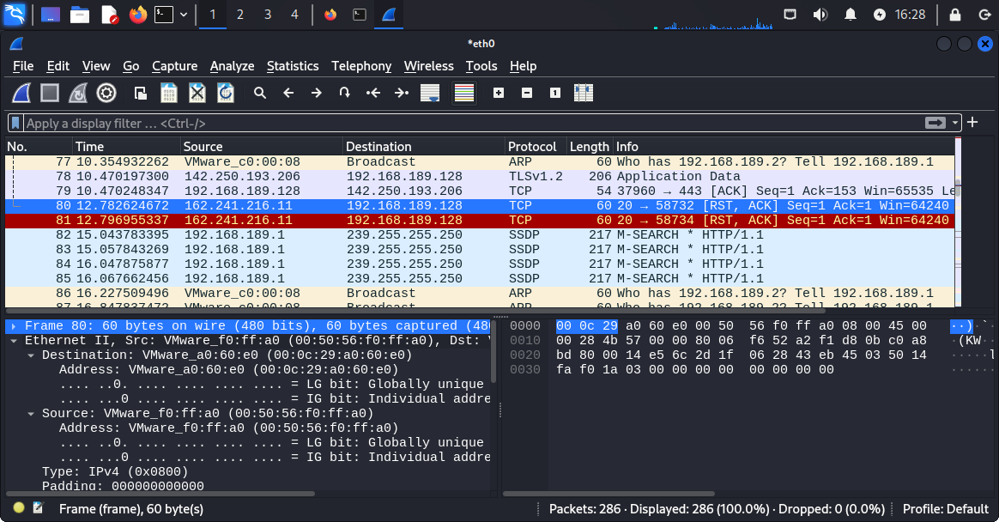 1 2 3 4 16:28
*eth0
File Edit View Go Capture Analyze Statistics Telephony Wireless Tools Help
Apply a display filter … <Ctrl-/>
No. Time Source Destination Protocol Length Info
77 10.354932262 VMware_c0:00:08 Broadcast ARP 60 Who has 192.168.189.2? Tell 192.168.189.1
78 10.470197300 142.250.193.206 192.168.189.128 TLSv1.2 206 Application Data
79 10.470248347 192.168.189.128 142.250.193.206 TCP 54 37960 → 443 [ACK] Seq=1 Ack=153 Win=65535 Le
80 12.782624672 162.241.216.11 192.168.189.128 TCP 60 20 → 58732 [RST, ACK] Seq=1 Ack=1 Win=64240
81 12.796955337 162.241.216.11 192.168.189.128 TCP 60 20 → 58734 [RST, ACK] Seq=1 Ack=1 Win=64240
82 15.043783395 192.168.189.1 239.255.255.250 SSDP 217 M-SEARCH * HTTP/1.1
83 15.057843269 192.168.189.1 239.255.255.250 SSDP 217 M-SEARCH * HTTP/1.1
84 16.047875877 192.168.189.1 239.255.255.250 SSDP 217 M-SEARCH * HTTP/1.1
85 16.067662456 192.168.189.1 239.255.255.250 SSDP 217 M-SEARCH * HTTP/1.1
86 16.227509496 VMware_c0:00:08 Broadcast ARP 60 Who has 192.168.189.2? Tell 192.168.189.1
87 16.847837472 VMware_c0:00:08 Broadcast ARP 60 Who has 192.168.189.2? Tell 192.168.189.1
Frame 80: 60 bytes on wire (480 bits), 60 bytes captured (480
Ethernet II, Src: VMware_f0:ff:a0 (00:50:56:f0:ff:a0), Dst: V
Destination: VMware_a0:60:e0 (00:0c:29:a0:60:e0)
Address: VMware_a0:60:e0 (00:0c:29:a0:60:e0)
.... ..0. .... .... .... .... = LG bit: Globally unique
.... ...0 .... .... .... .... = IG bit: Individual addre
Source: VMware_f0:ff:a0 (00:50:56:f0:ff:a0)
Address: VMware_f0:ff:a0 (00:50:56:f0:ff:a0)
.... ..0. .... .... .... .... = LG bit: Globally unique
.... ...0 .... .... .... .... = IG bit: Individual addre
Type: IPv4 (0x0800)
Padding: 000000000000
0000 00 0c 29 a0 60 e0 00 50 56 f0 ff a0 08 00 45 00 ··)·`·
0010 00 28 4b 57 00 00 80 06 f6 52 a2 f1 d8 0b c0 a8 ·(KW··
0020 bd 80 00 14 e5 6c 2d 1f 06 28 43 eb 45 03 50 14 ·····l
0030 fa f0 1a 03 00 00 00 00 00 00 00 00 ······
Frame (frame), 60 byte(s) Packets: 286 · Displayed: 286 (100.0%) · Dropped: 0 (0.0%) Profile: Default